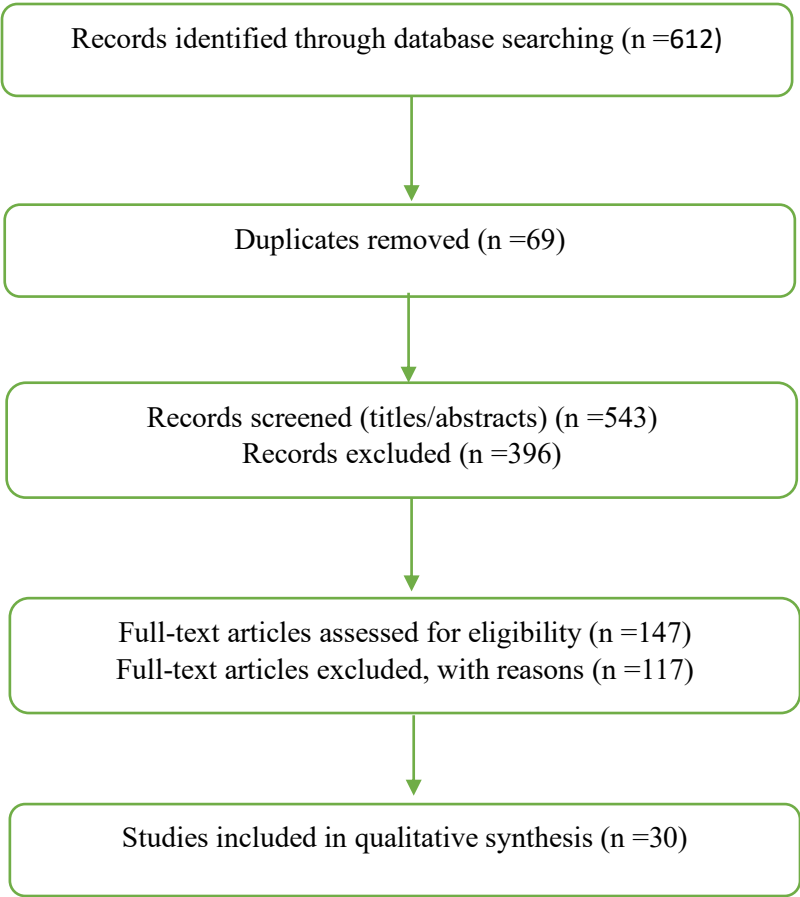 Records identified through database searching (n =612)
Duplicates removed (n =69)
Records screened (titles/abstracts) (n =543)
Records excluded (n =396)
Full-text articles assessed for eligibility (n =147)
Full-text articles excluded, with reasons (n =117)
Studies included in qualitative synthesis (n =30)